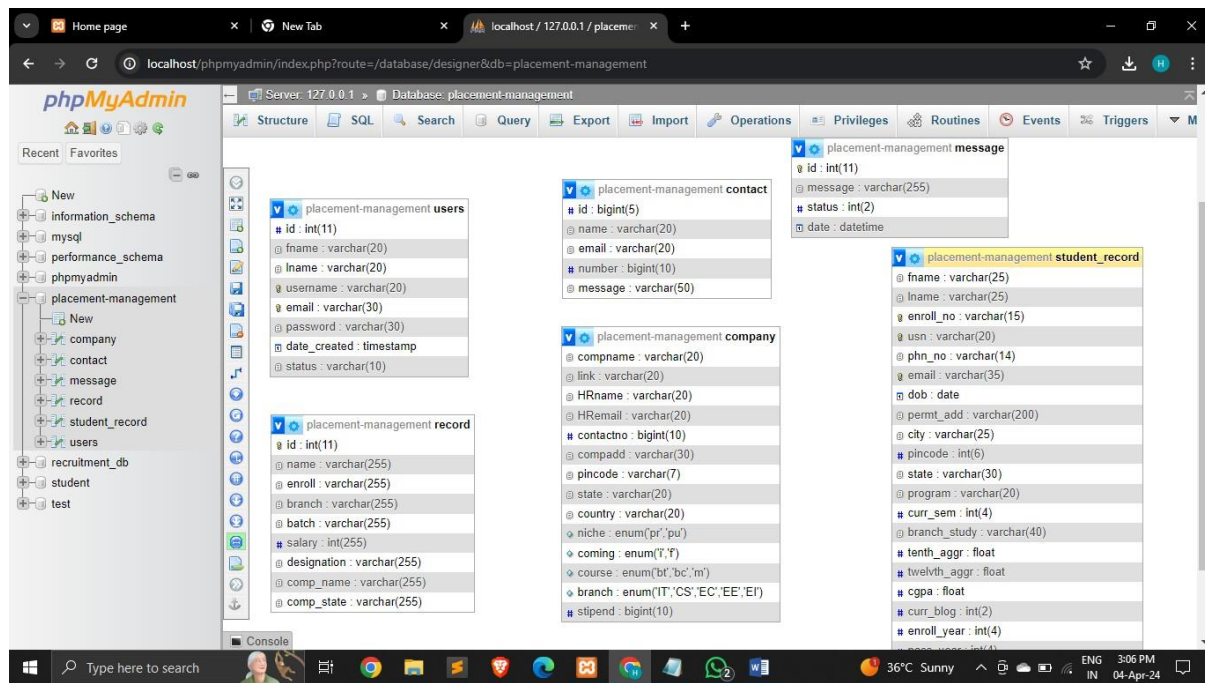 Home page
New Tab
localhost / 127.0.0.1 / placemen
localhost/phpmyadmin/index.php?route=/database/designer&db=placement-management
H
phpMyAdmin
Recent Favorites
New
information_schema
mysql
performance_schema
phpmyadmin
placement-management
New
company
contact
message
record
student_record
users
recruitment_db
student
test
Server: 127.0.0.1 » Database: placement-management
Structure SQL Search Query Export Import Operations Privileges Routines Events Triggers M
placement-management users
id : int(11)
fname : varchar(20)
lname : varchar(20)
username : varchar(20)
email : varchar(30)
password : varchar(30)
date_created : timestamp
status : varchar(10)
placement-management record
id : int(11)
name : varchar(255)
enroll : varchar(255)
branch : varchar(255)
batch : varchar(255)
salary : int(255)
designation : varchar(255)
comp_name : varchar(255)
comp_state : varchar(255)
placement-management contact
id : bigint(5)
name : varchar(20)
email : varchar(20)
number : bigint(10)
message : varchar(50)
placement-management company
compname : varchar(20)
link : varchar(20)
HRname : varchar(20)
HRemail : varchar(20)
contactno : bigint(10)
compadd : varchar(30)
pincode : varchar(7)
state : varchar(20)
country : varchar(20)
niche : enum('pr','pu')
coming : enum('i','f')
course : enum('bt','bc','m')
branch : enum('IT','CS','EC','EE','EI')
stipend : bigint(10)
placement-management message
id : int(11)
message : varchar(255)
status : int(2)
date : datetime
placement-management student_record
fname : varchar(25)
lname : varchar(25)
enroll_no : varchar(15)
usn : varchar(20)
phn_no : varchar(14)
email : varchar(35)
dob : date
permt_add : varchar(200)
city : varchar(25)
pincode : int(6)
state : varchar(30)
program : varchar(20)
curr_sem : int(4)
branch_study : varchar(40)
tenth_aggr : float
twelvth_aggr : float
cgpa : float
curr_blog : int(2)
enroll_year : int(4)
Console
Type here to search
2
36°C Sunny
ENG
IN
3:06 PM
04-Apr-24